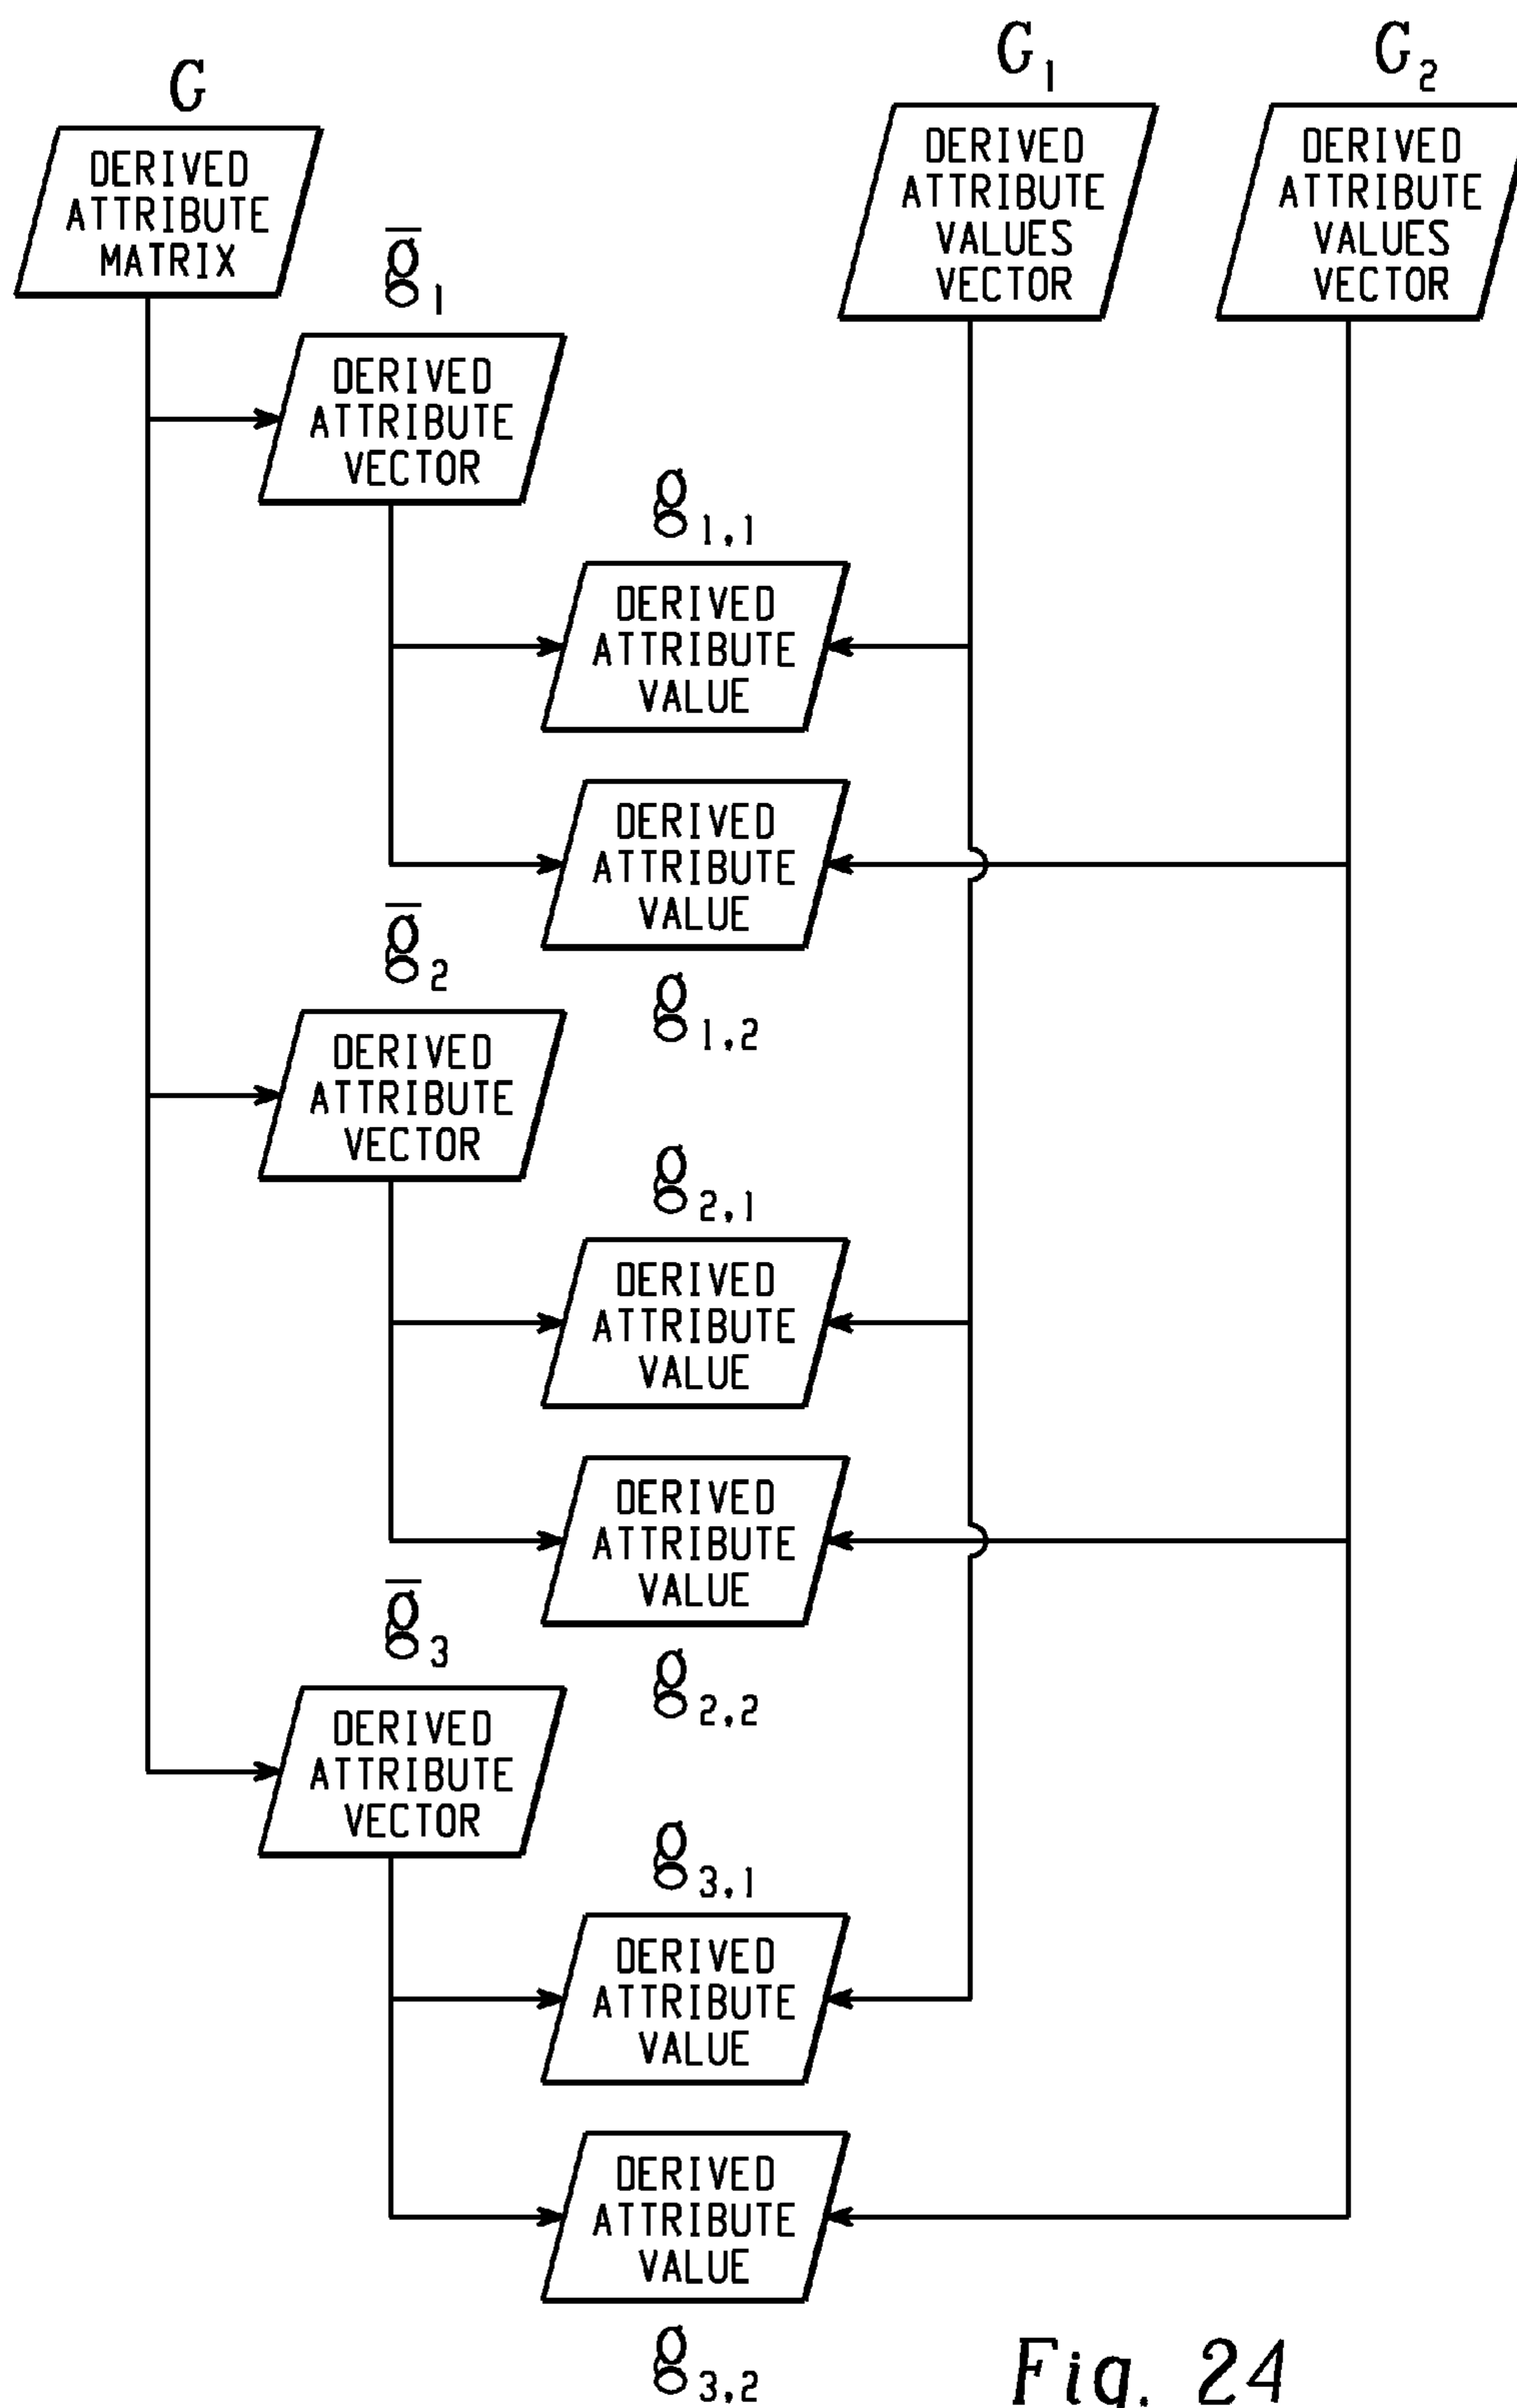 G
DERIVED
ATTRIBUTE
MATRIX
G1
DERIVED
ATTRIBUTE
VALUES
VECTOR
G2
DERIVED
ATTRIBUTE
VALUES
VECTOR
g̅1
DERIVED
ATTRIBUTE
VECTOR
g1,1
DERIVED
ATTRIBUTE
VALUE
DERIVED
ATTRIBUTE
VALUE
g1,2
g̅2
DERIVED
ATTRIBUTE
VECTOR
g2,1
DERIVED
ATTRIBUTE
VALUE
DERIVED
ATTRIBUTE
VALUE
g2,2
g̅3
DERIVED
ATTRIBUTE
VECTOR
g3,1
DERIVED
ATTRIBUTE
VALUE
DERIVED
ATTRIBUTE
VALUE
g3,2
Fig. 24